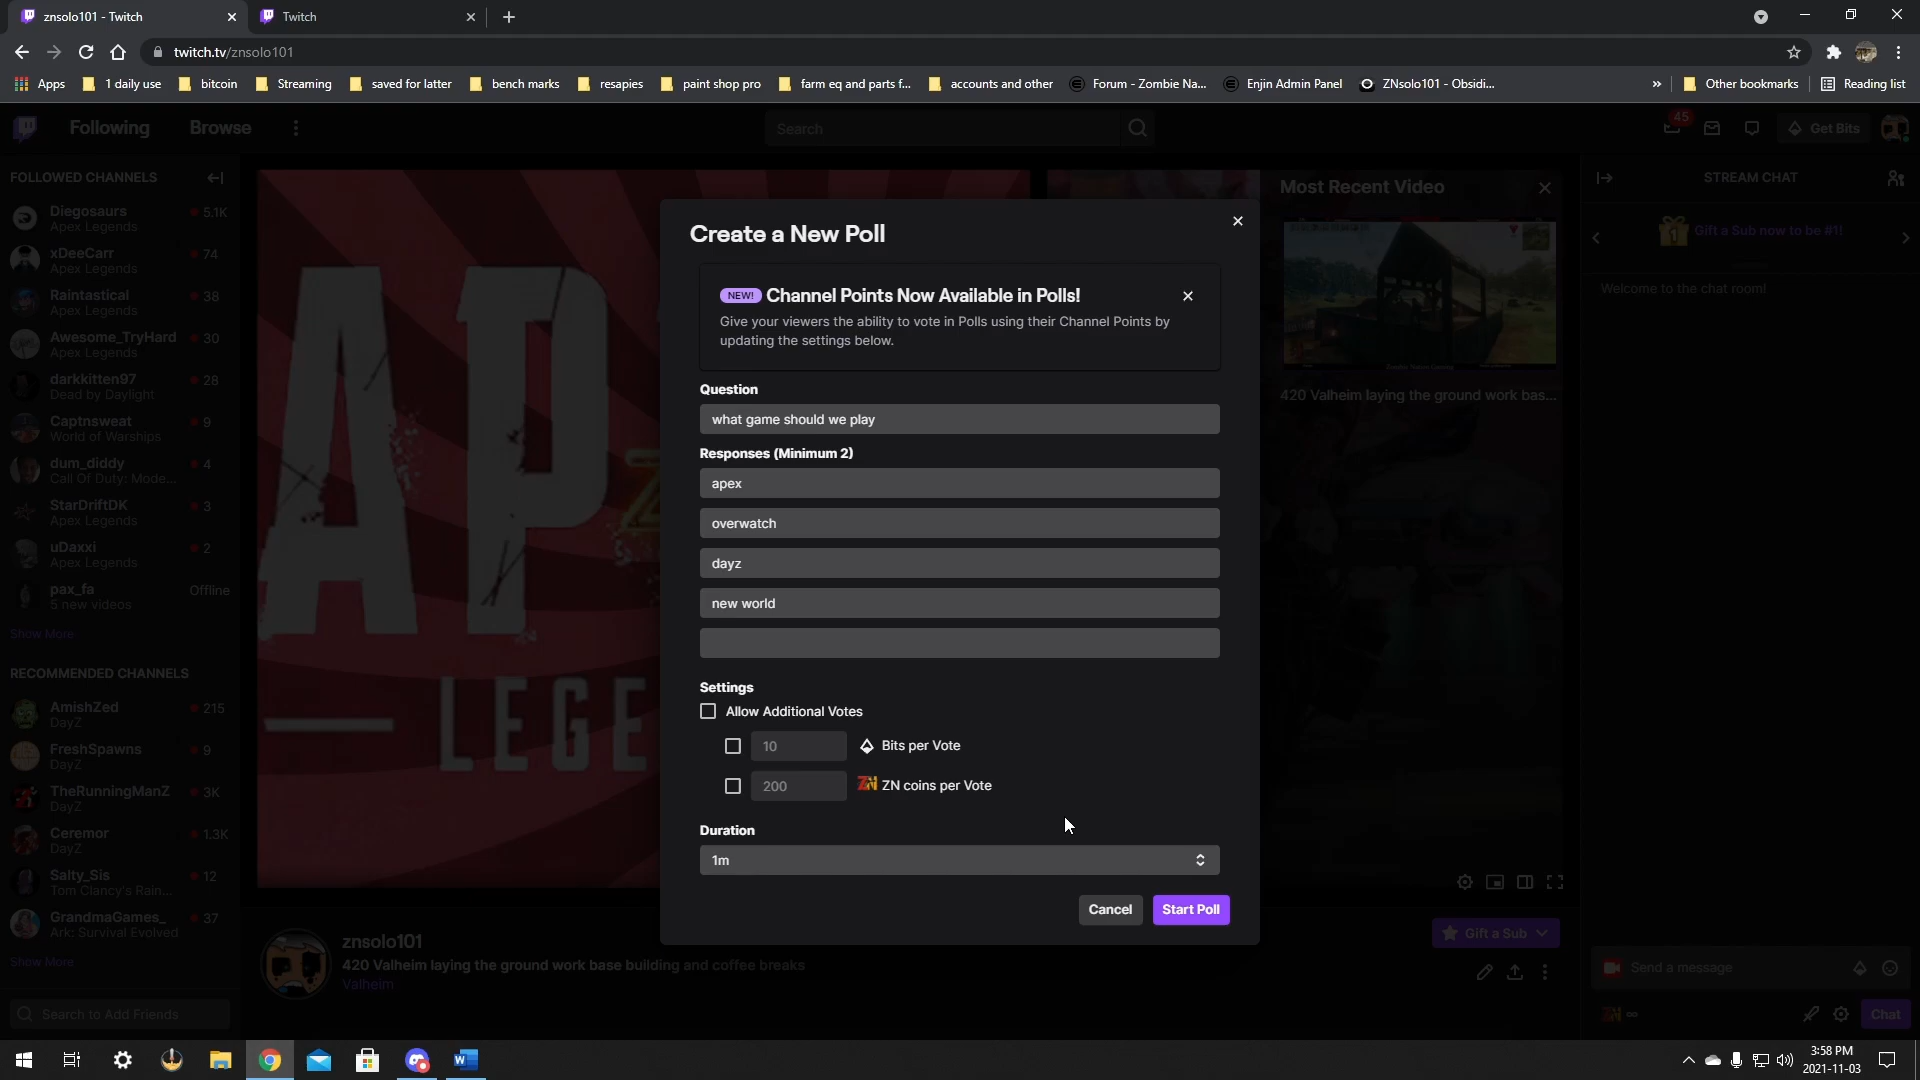 znsolo101 - Twitch
Twitch
twitch.tv/znsolo101
Apps
1 daily use
bitcoin
Streaming
saved for latter
bench marks
resapies
paint shop pro
farm eq and parts f...
accounts and other
Forum - Zombie Na...
Enjin Admin Panel
ZNsolo101 - Obsidi...
»
Other bookmarks
Reading list
Following
Browse
Search
45
Get Bits
FOLLOWED CHANNELS
Diegosaurs
5.1K
Apex Legends
xDeeCarr
74
Apex Legends
Raintastical
38
Apex Legends
Awesome_TryHard
30
Apex Legends
darkkitten97
28
Dead by Daylight
Captnsweat
9
World of Warships
dum_diddy
4
Call Of Duty: Mode...
StarDriftDK
3
Apex Legends
uDaxxi
2
Apex Legends
pax_fa
Offline
5 new videos
Show More
RECOMMENDED CHANNELS
AmishZed
215
DayZ
FreshSpawns
9
DayZ
TheRunningManZ
3K
DayZ
Ceremor
1.3K
DayZ
Salty_Sis
12
Tom Clancy's Rain...
GrandmaGames_
37
Ark: Survival Evolved
Show More
Search to Add Friends
AP
LEGE
Create a New Poll
NEW! Channel Points Now Available in Polls!
Give your viewers the ability to vote in Polls using their Channel Points by
updating the settings below.
Question
what game should we play
Responses (Minimum 2)
apex
overwatch
dayz
new world
Settings
Allow Additional Votes
10
Bits per Vote
200
ZN coins per Vote
Duration
1m
Cancel
Start Poll
Most Recent Video
420 Valheim laying the ground work bas...
znsolo101
420 Valheim laying the ground work base building and coffee breaks
Valheim
Gift a Sub
STREAM CHAT
1
Gift a Sub now to be #1!
Welcome to the chat room!
Send a message
ZN ∞
Chat
3:58 PM
2021-11-03